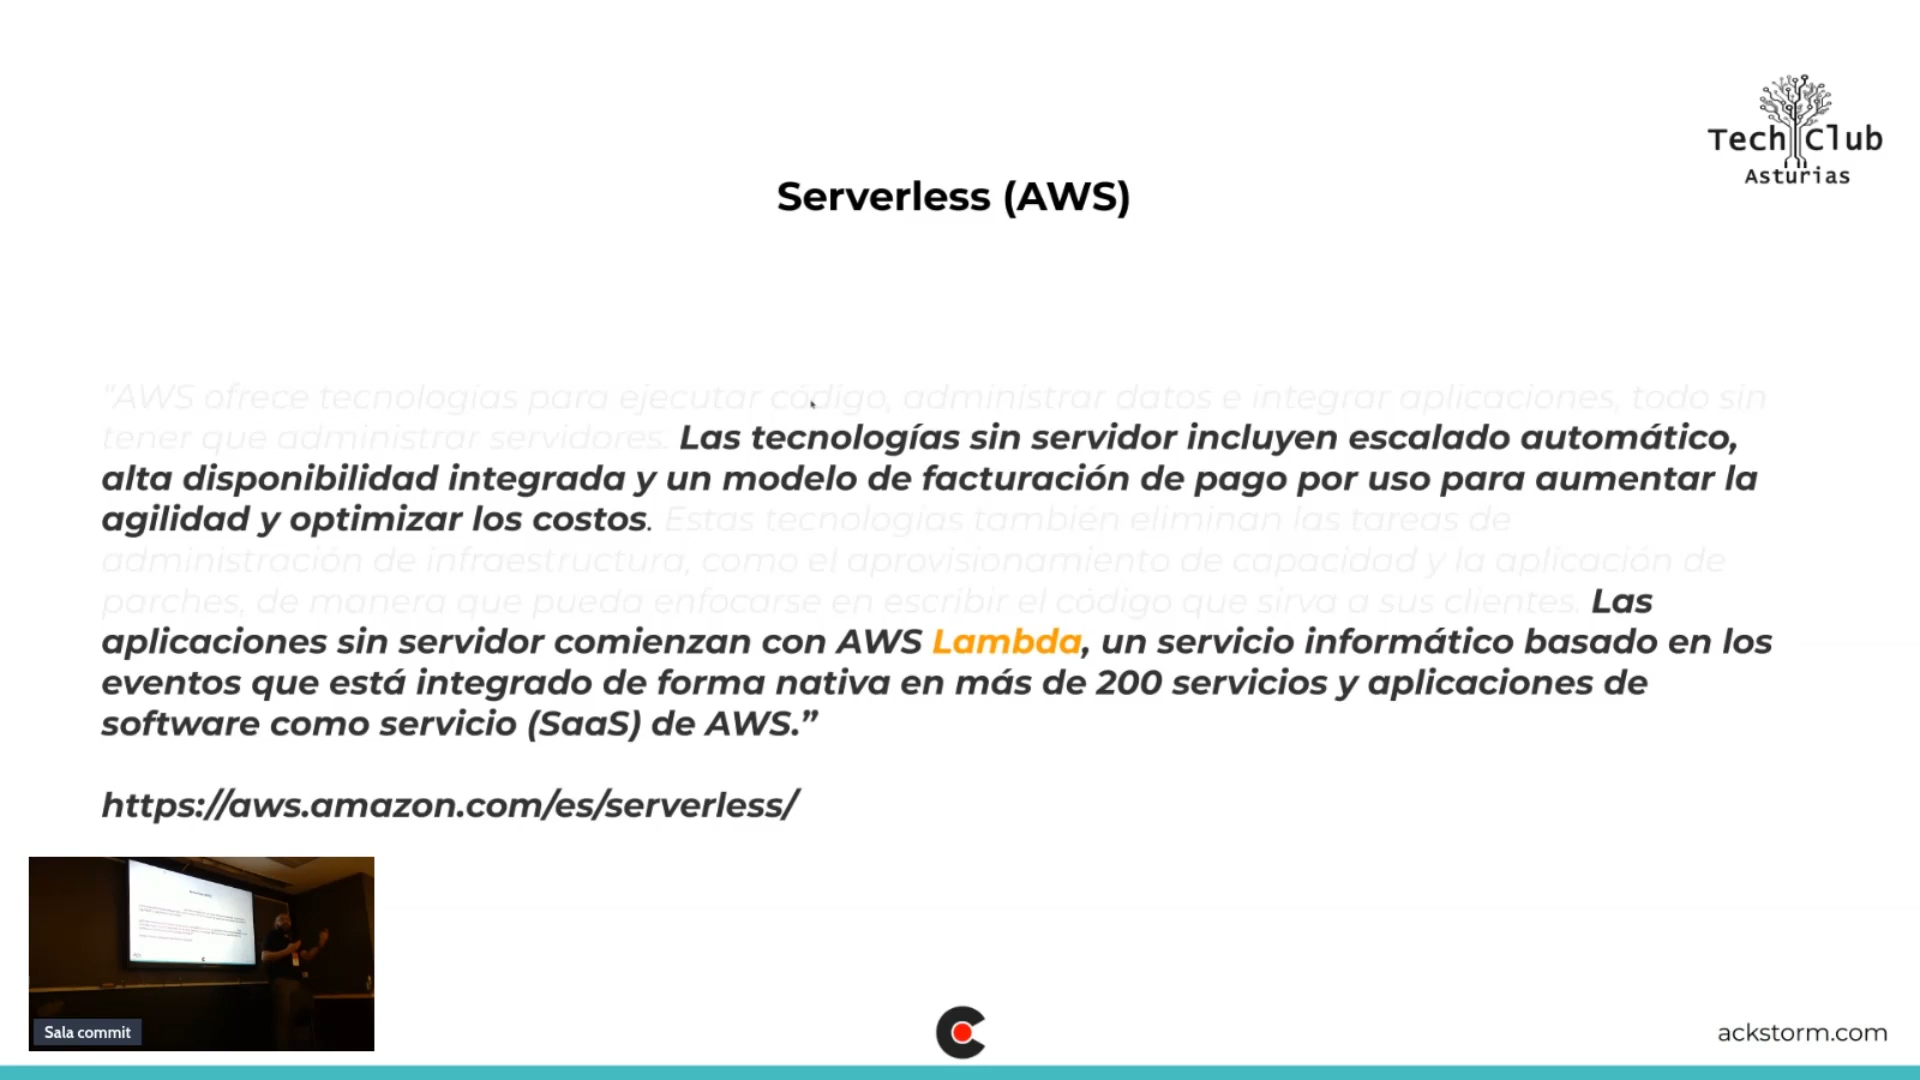 Tech Club
Asturias
Serverless (AWS)
"AWS ofrece tecnologías para ejecutar código, administrar datos e integrar aplicaciones, todo sin
tener que administrar servidores. Las tecnologías sin servidor incluyen escalado automático,
alta disponibilidad integrada y un modelo de facturación de pago por uso para aumentar la
agilidad y optimizar los costos. Estas tecnologías también eliminan las tareas de
administración de infraestructura, como el aprovisionamiento de capacidad y la aplicación de
parches, de manera que pueda enfocarse en escribir el código que sirva a sus clientes. Las
aplicaciones sin servidor comienzan con AWS Lambda, un servicio informático basado en los
eventos que está integrado de forma nativa en más de 200 servicios y aplicaciones de
software como servicio (SaaS) de AWS.”
https://aws.amazon.com/es/serverless/
Sala commit
ackstorm.com